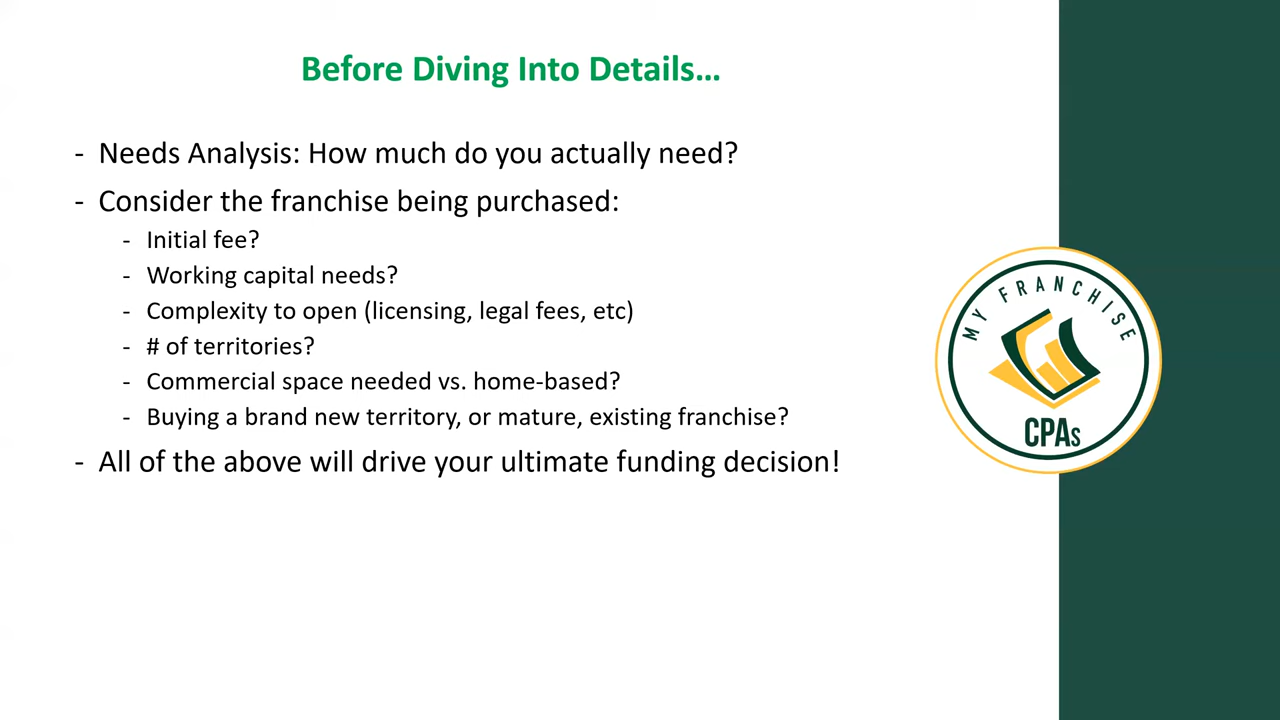 Before Diving Into Details...
- Needs Analysis: How much do you actually need?
- Consider the franchise being purchased:
- Initial fee?
- Working capital needs?
- Complexity to open (licensing, legal fees, etc)
- # of territories?
- Commercial space needed vs. home-based?
- Buying a brand new territory, or mature, existing franchise?
- All of the above will drive your ultimate funding decision!
MY FRANCHISE
CPAs